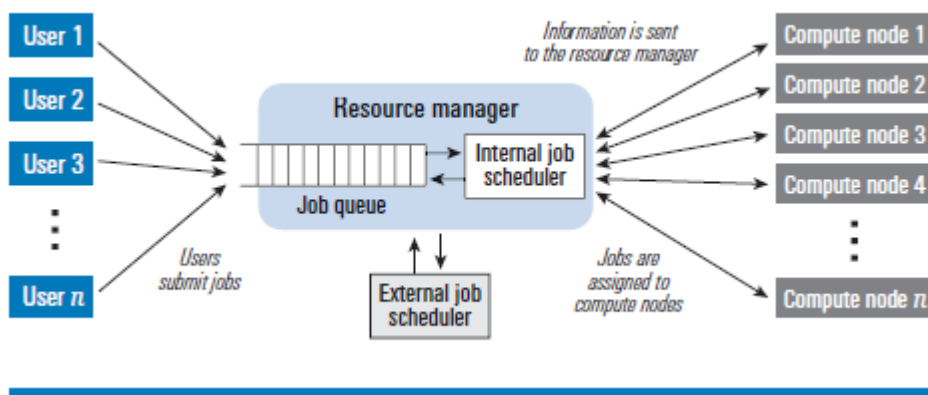 User 1
User 2
User 3
User n
Users
submit jobs
Resource manager
Job queue
Internal job
scheduler
External job
scheduler
Information is sent
to the resource manager
Jobs are
assigned to
compute nodes
Compute node 1
Compute node 2
Compute node 3
Compute node 4
Compute node n